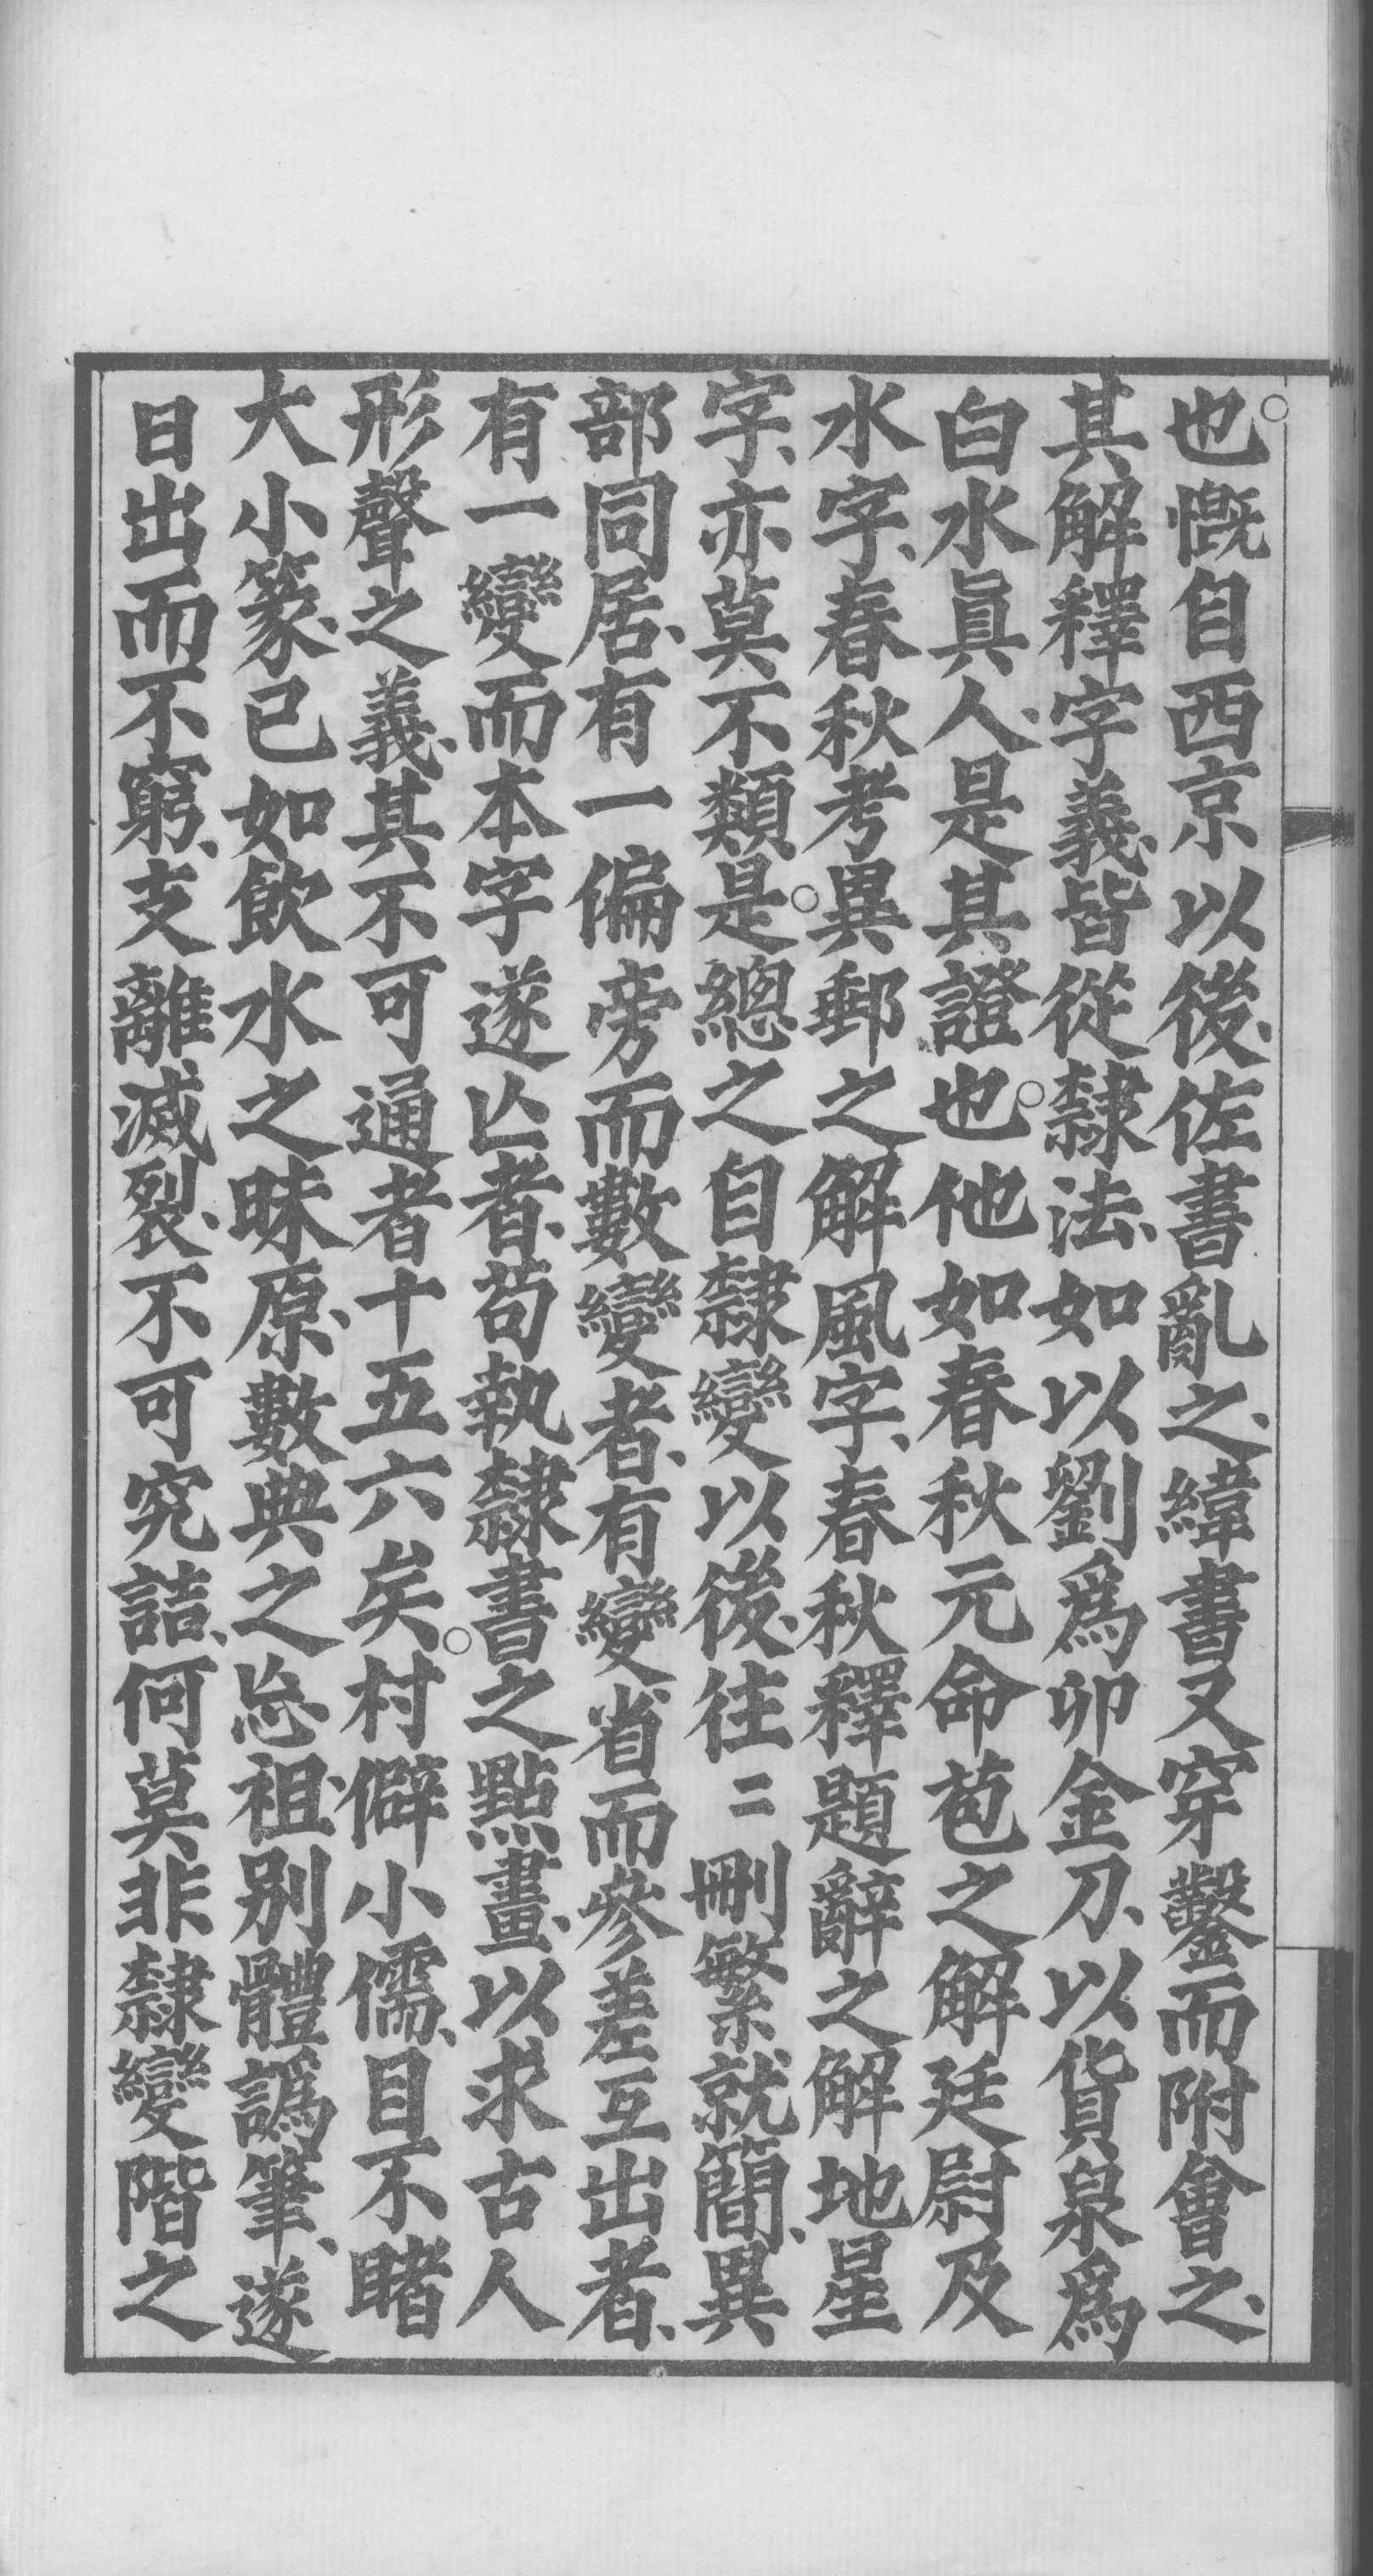 也。慨自西京以後、佐書亂之、緯書又穿鑿而附會之、
其解釋字義、皆從隸法、如以劉爲卯金刀、以貨泉爲
白水眞人、是其證也。他如春秋元命苞之解廷尉及
水字、春秋考異郵之解風字、春秋釋題辭之解地星
字、亦莫不類是。總之自隸變以後、往〻刪繁就簡、異
部同居、有一偏旁而數變者、有變省而參差互出者、
有一變而本字遂亾者、苟執隸書之點畫、以求古人
形聲之義、其不可通者十五六矣。村僻小儒、目不睹
大小篆、已如飲水之昧原、數典之忘祖、别體譌筆、遂
日出而不窮、支離滅裂、不可究詰、何莫非隸變階之